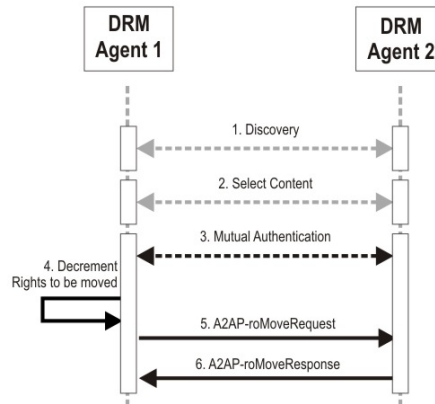 DRM
Agent 1
DRM
Agent 2
1. Discovery
2. Select Content
3. Mutual Authentication
4. Decrement
Rights to be moved
5. A2AP-roMoveRequest
6. A2AP-roMoveResponse